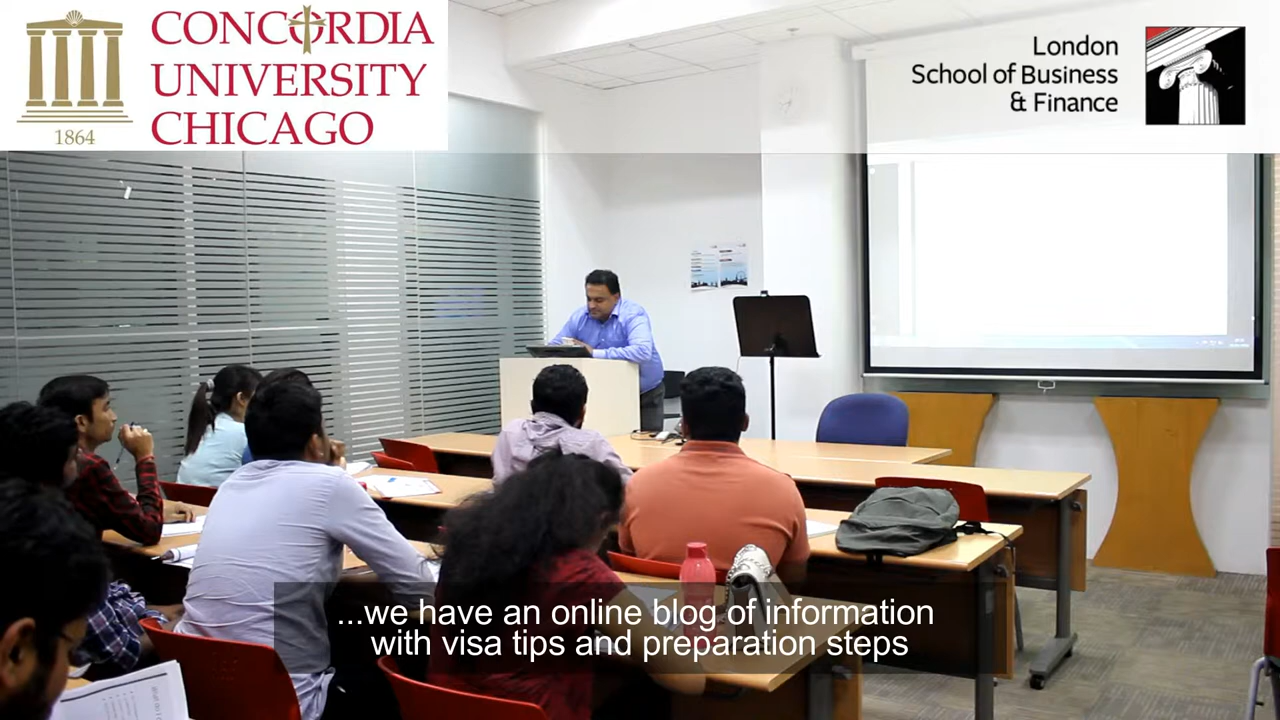 CONCORDIA
UNIVERSITY
CHICAGO
1864
London
School of Business
& Finance
...we have an online blog of information
with visa tips and preparation steps